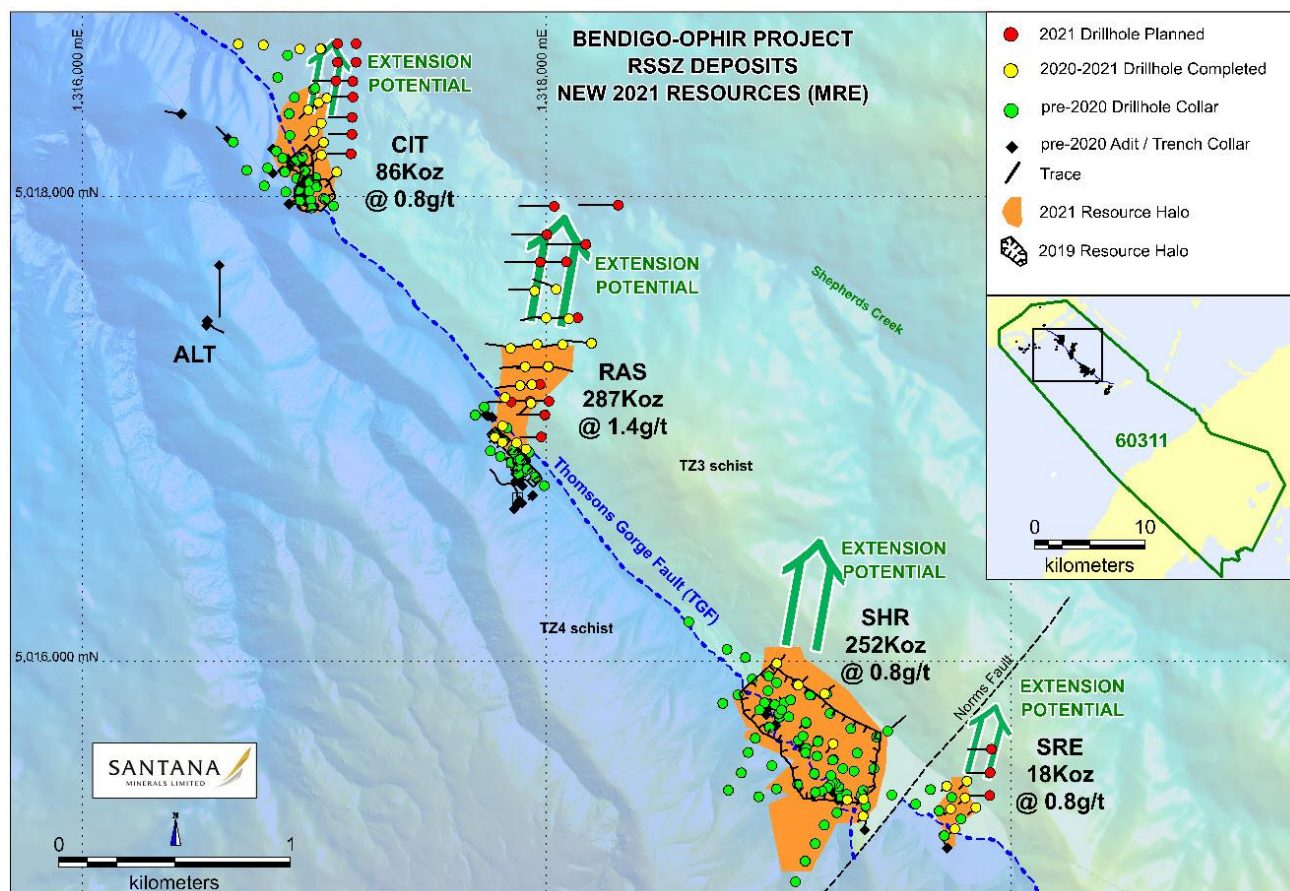 BENDIGO-OPHIR PROJECT
RSSZ DEPOSITS
NEW 2021 RESOURCES (MRE)
1,316,000 mE
1,318,000 mE
5,018,000 mN
5,016,000 mN
EXTENSION
POTENTIAL
CIT
86Koz
@ 0.8g/t
EXTENSION
POTENTIAL
Shepherds Creek
ALT
RAS
287Koz
@ 1.4g/t
TZ3 schist
Thomsons Gorge Fault (TGF)
TZ4 schist
EXTENSION
POTENTIAL
SHR
252Koz
@ 0.8g/t
Norms Fault
EXTENSION
POTENTIAL
SRE
18Koz
@ 0.8g/t
SANTANA
MINERALS LIMITED
N
0 1
kilometers
2021 Drillhole Planned
2020-2021 Drillhole Completed
pre-2020 Drillhole Collar
pre-2020 Adit / Trench Collar
Trace
2021 Resource Halo
2019 Resource Halo
60311
0 10
kilometers